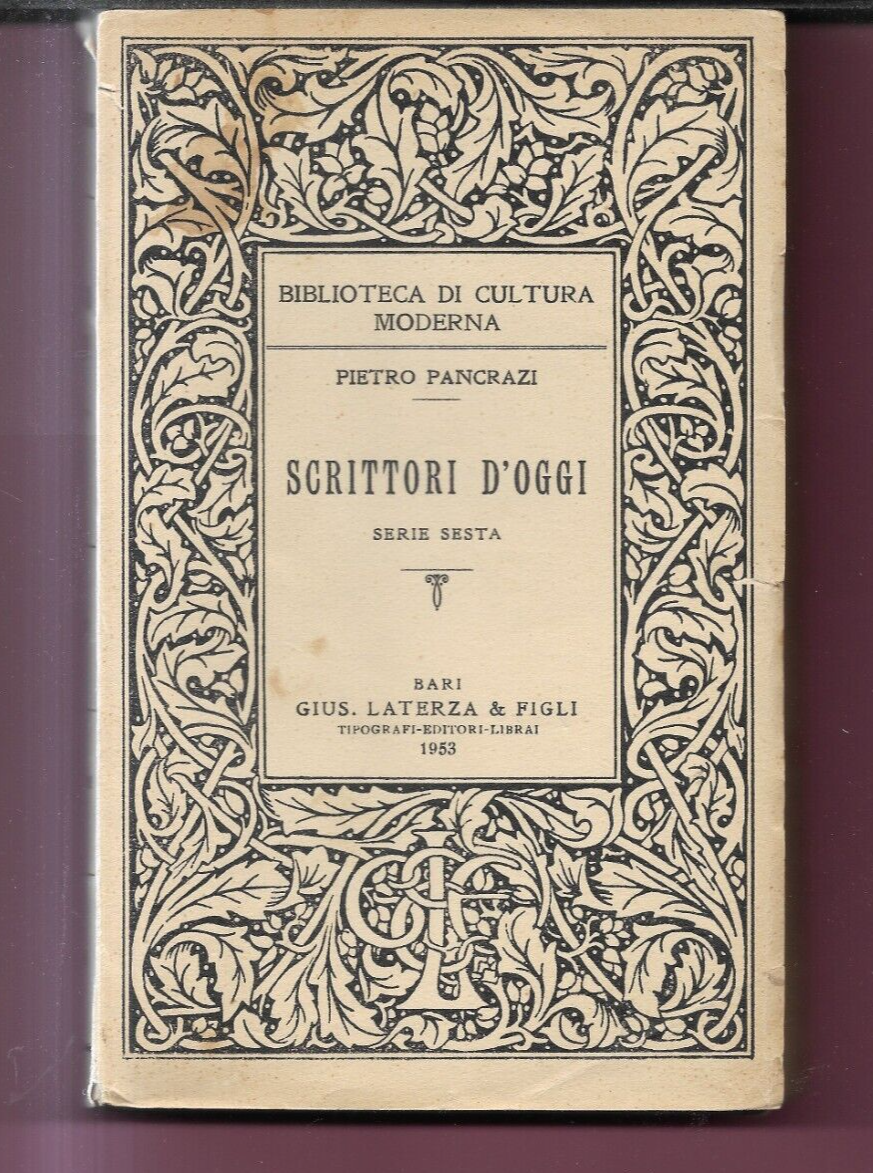 BIBLIOTECA DI CULTURA
MODERNA
PIETRO PANCRAZI
SCRITTORI D'OGGI
SERIE SESTA
BARI
GIUS. LATERZA & FIGLI
TIPOGRAFI-EDITORI-LIBRAI
1953